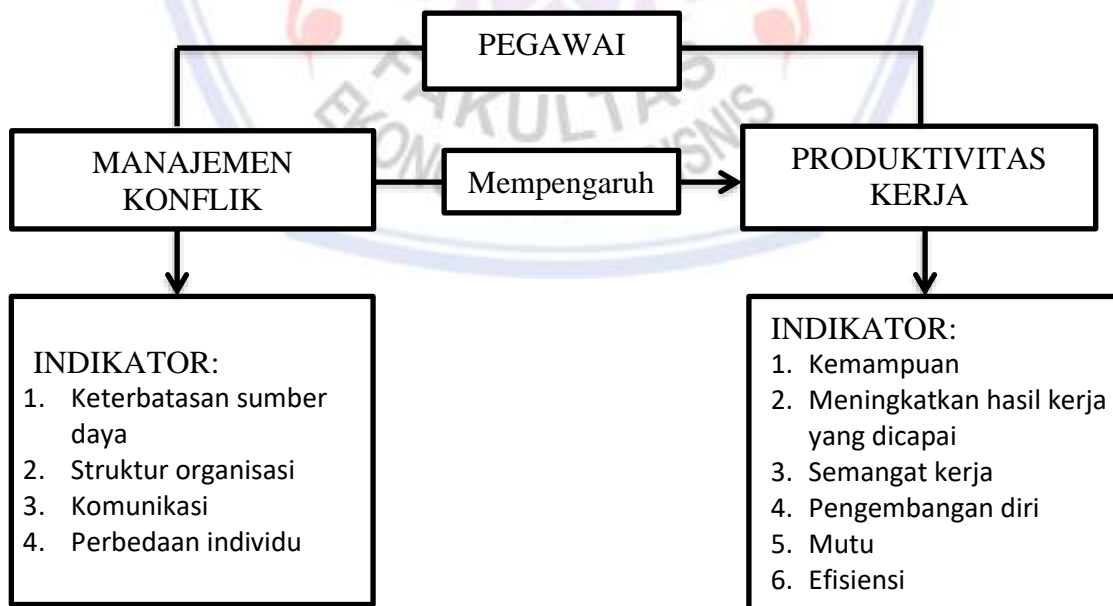 PEGAWAI
FAKULTAS
MANAJEMEN
KONFLIK
Mempengaruh
PRODUKTIVITAS
KERJA
INDIKATOR:
1. Keterbatasan sumber
daya
2. Struktur organisasi
3. Komunikasi
4. Perbedaan individu
INDIKATOR:
1. Kemampuan
2. Meningkatkan hasil kerja
yang dicapai
3. Semangat kerja
4. Pengembangan diri
5. Mutu
6. Efisiensi